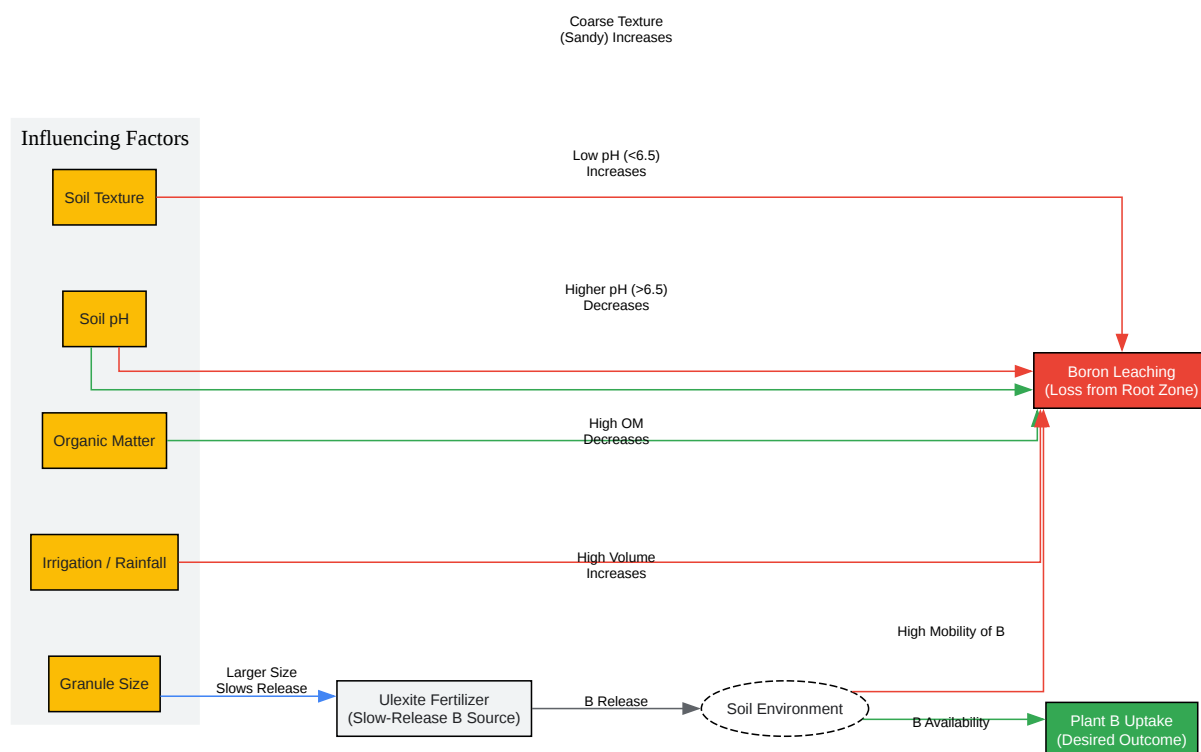 Coarse Texture
(Sandy) Increases
Influencing Factors
Low pH (<6.5)
Increases
Soil Texture
Higher pH (>6.5)
Decreases
Soil pH
Boron Leaching
(Loss from Root Zone)
High OM
Decreases
Organic Matter
High Volume
Increases
Irrigation / Rainfall
High Mobility of B
Larger Size
Slows Release
Granule Size
Ulexite Fertilizer
(Slow-Release B Source)
B Release
Soil Environment
B Availability
Plant B Uptake
(Desired Outcome)